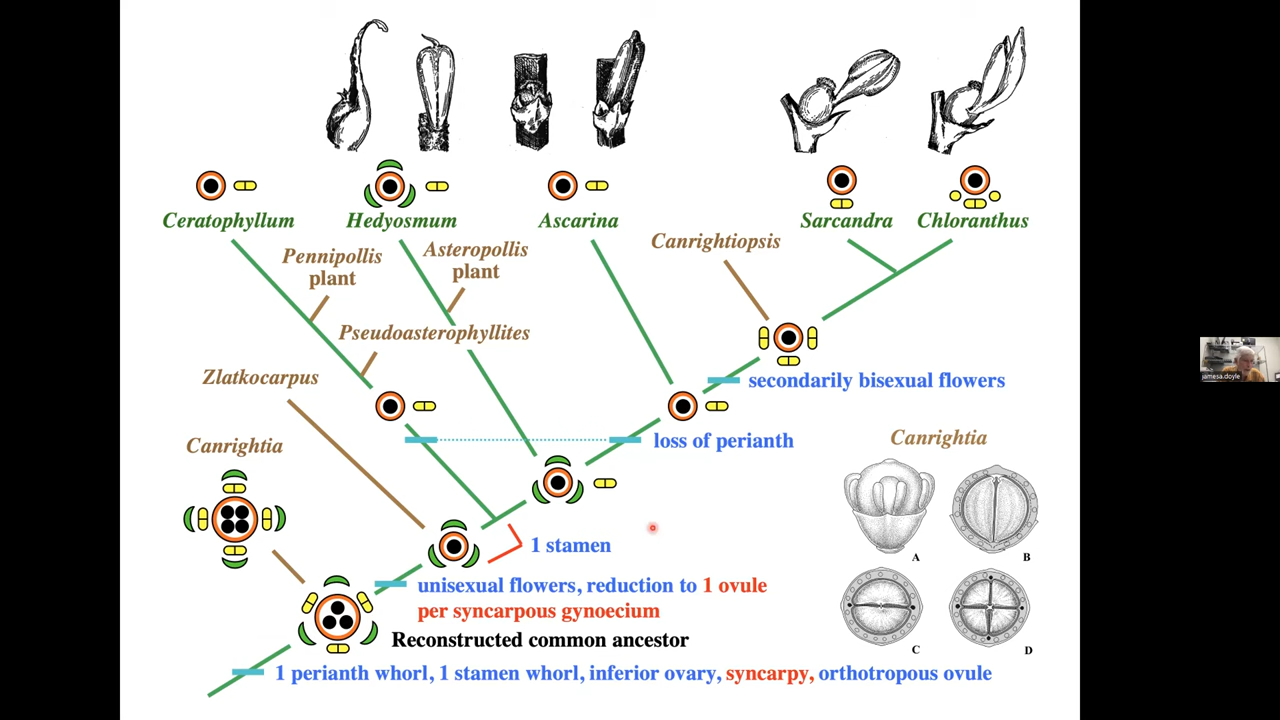 Ceratophyllum
Hedyosmum
Ascarina
Sarcandra
Chloranthus
Pennipollis
plant
Asteropollis
plant
Canrightiopsis
Pseudoasterophyllites
Zlatkocarpus
secondarily bisexual flowers
loss of perianth
Canrightia
Canrightia
A
B
1 stamen
unisexual flowers, reduction to 1 ovule
per syncarpous gynoecium
Reconstructed common ancestor
C
D
1 perianth whorl, 1 stamen whorl, inferior ovary, syncarpy, orthotropous ovule
jamesa.doyle